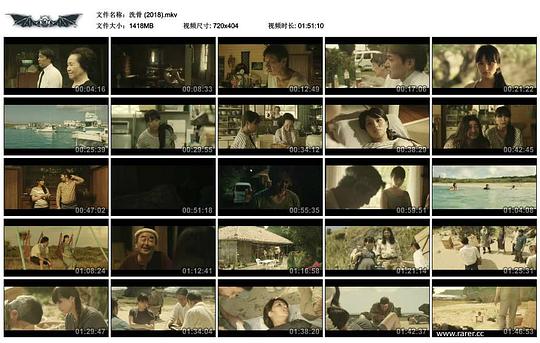 文件名称: 洗骨 (2018).mkv
文件大小: 1418MB 视频尺寸: 720x404 视频时长: 01:51:10
00:04:16 00:08:33 00:12:49 00:17:06 00:21:22
00:25:39 00:29:55 00:34:12 00:38:29 00:42:45
00:47:02 00:51:18 00:55:35 00:59:51 01:04:08
01:08:24 01:12:41 01:16:58 01:21:14 01:25:31
01:29:47 01:34:04 01:38:20 01:42:37 01:46:53
www.rarer.cc